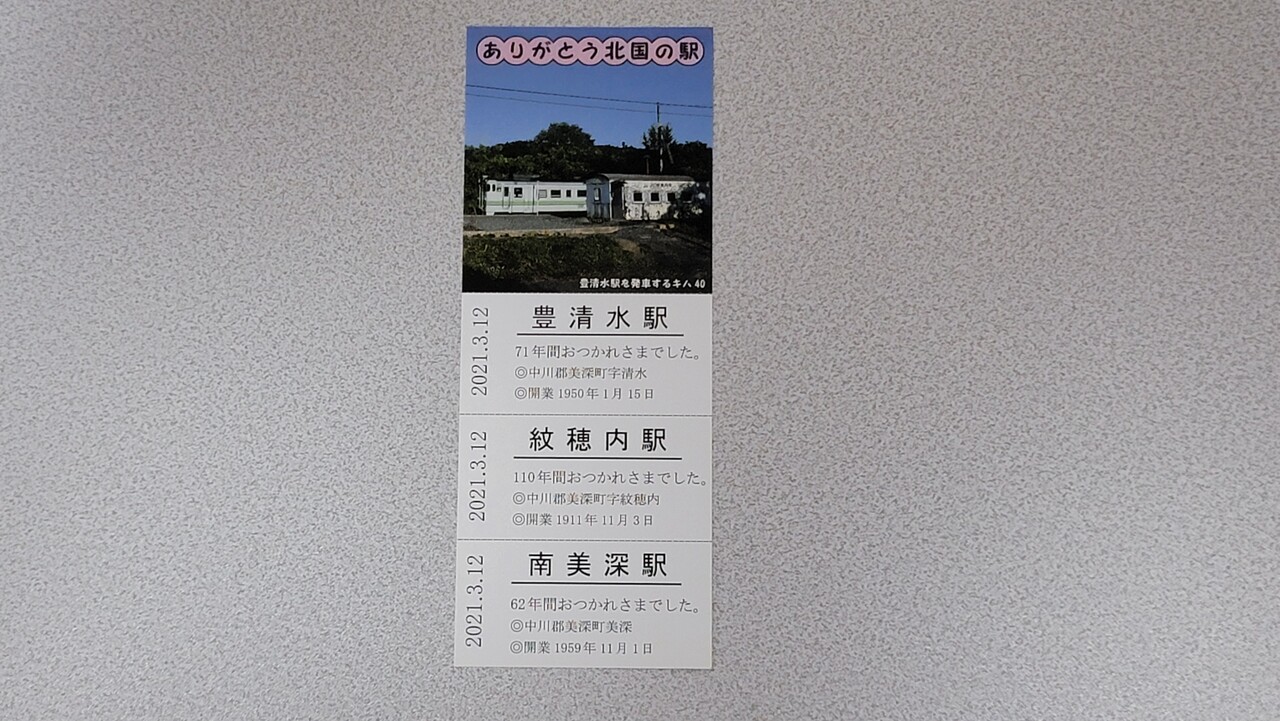 ありがとう北国の駅
豊清水駅を発車するキハ40
2021.3.12
豊清水駅
71年間おつかれさまでした。
◎中川郡美深町字清水
◎開業 1950年 1月 15日
2021.3.12
紋穂内駅
110年間おつかれさまでした。
◎中川郡美深町字紋穂内
◎開業 1911年 11月 3日
2021.3.12
南美深駅
62年間おつかれさまでした。
◎中川郡美深町美深
◎開業 1959年 11月 1日